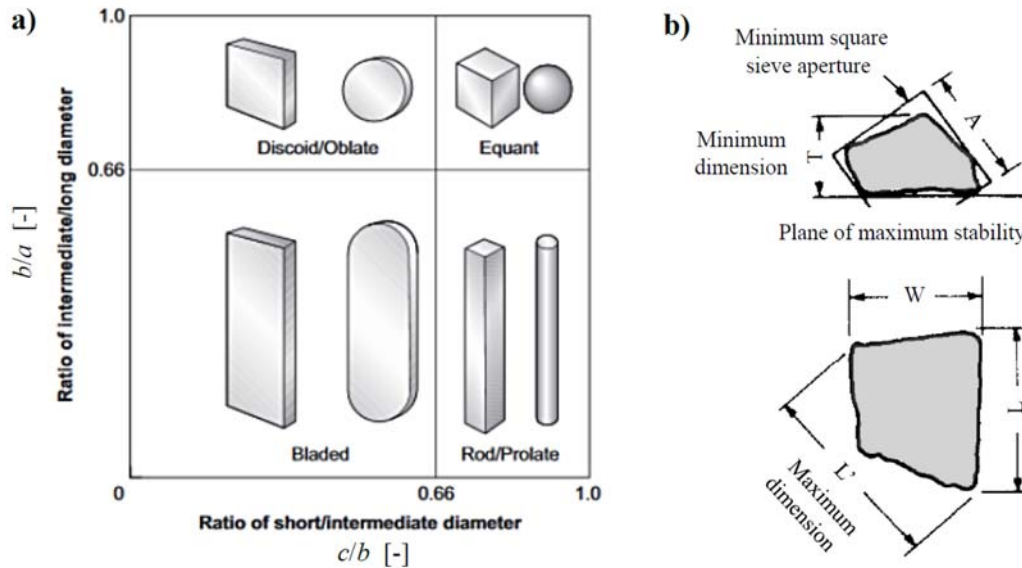 a)
1.0
0.66
0
0.66
1.0
b/a [-]
Ratio of intermediate/long diameter
Discoid/Oblate
Equant
Bladed
Rod/Prolate
Ratio of short/intermediate diameter
c/b [-]
b)
Minimum square
sieve aperture
A
Minimum
dimension
T
Plane of maximum stability
W
L
L'
Maximum
dimension